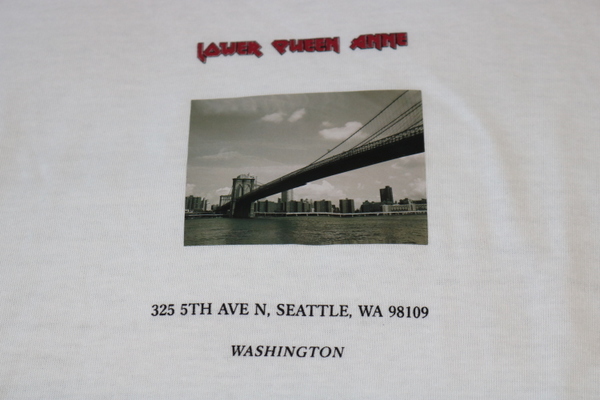 LOWER QUEEN ANNE
325 5TH AVE N, SEATTLE, WA 98109
WASHINGTON